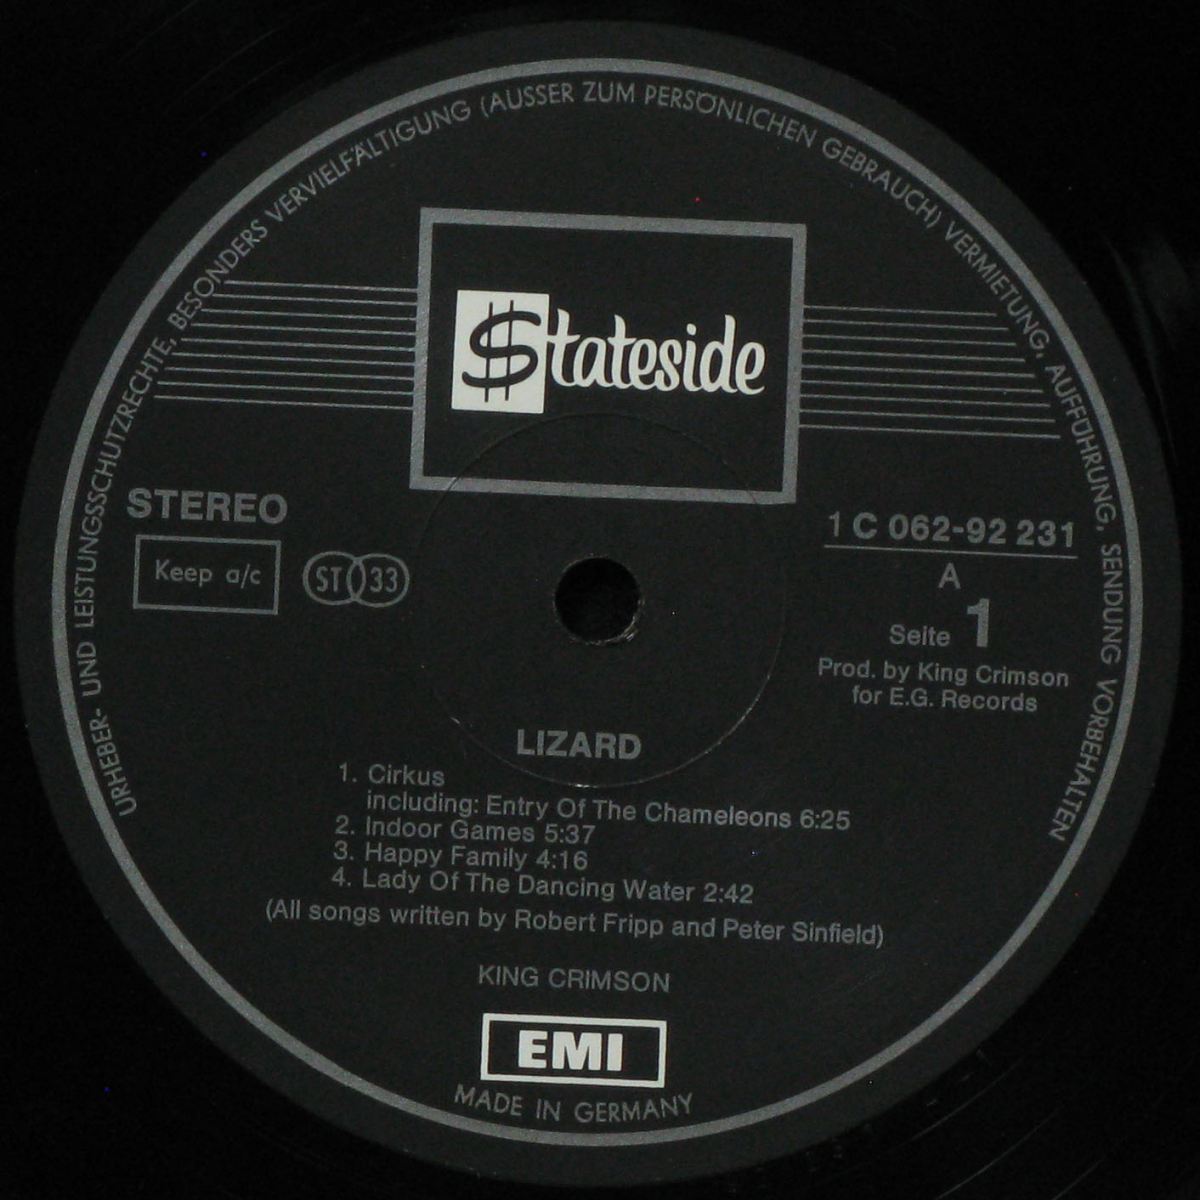 URHEBER- UND LEISTUNGSSCHUTZRECHTE, BESONDERS VERVIELFÄLTIGUNG (AUSSER ZUM PERSÖNLICHEN GEBRAUCH) VERMIETUNG, AUFFÜHRUNG, SENDUNG VORBEHALTEN
$tateside
STEREO
Keep a/c
ST 33
1 C 062-92 231
A
Seite 1
Prod. by King Crimson
for E.G. Records
LIZARD
1. Cirkus
including: Entry Of The Chameleons 6:25
2. Indoor Games 5:37
3. Happy Family 4:16
4. Lady Of The Dancing Water 2:42
(All songs written by Robert Fripp and Peter Sinfield)
KING CRIMSON
EMI
MADE IN GERMANY